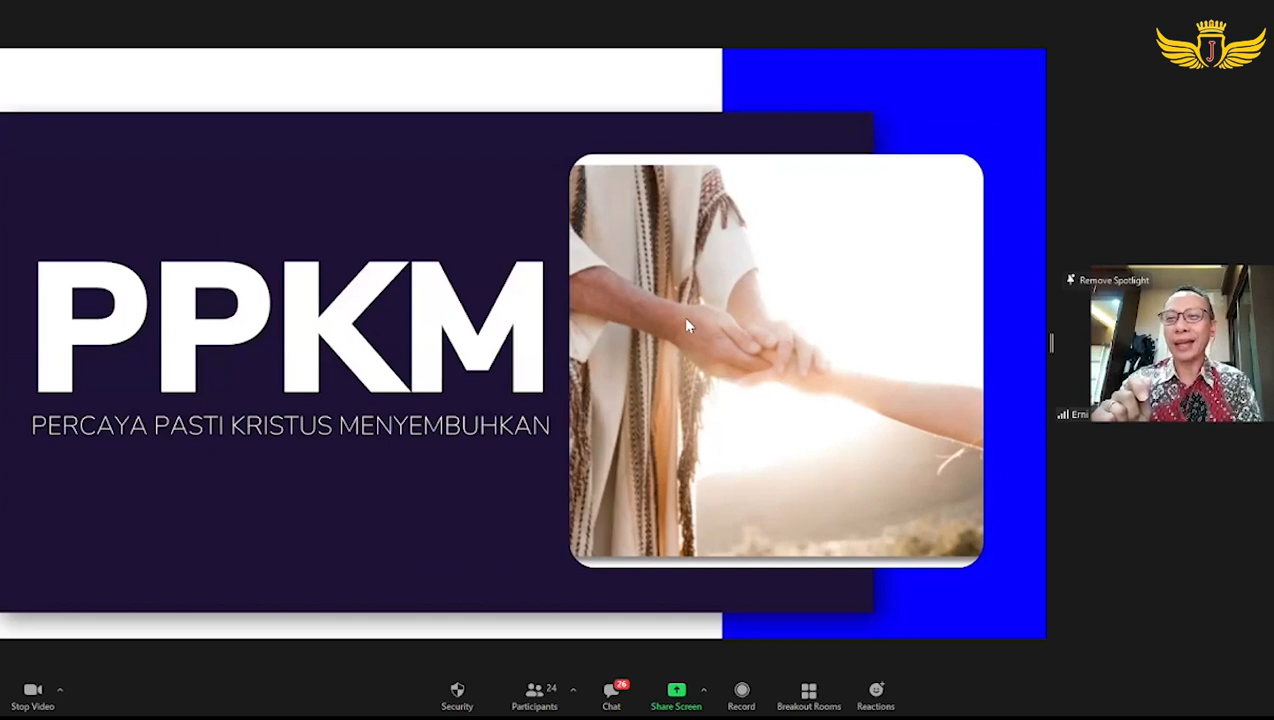 J
PPKM
PERCAYA PASTI KRISTUS MENYEMBUHKAN
Remove Spotlight
Erni
Stop Video
Security
24
Participants
26
Chat
Share Screen
Record
Breakout Rooms
Reactions